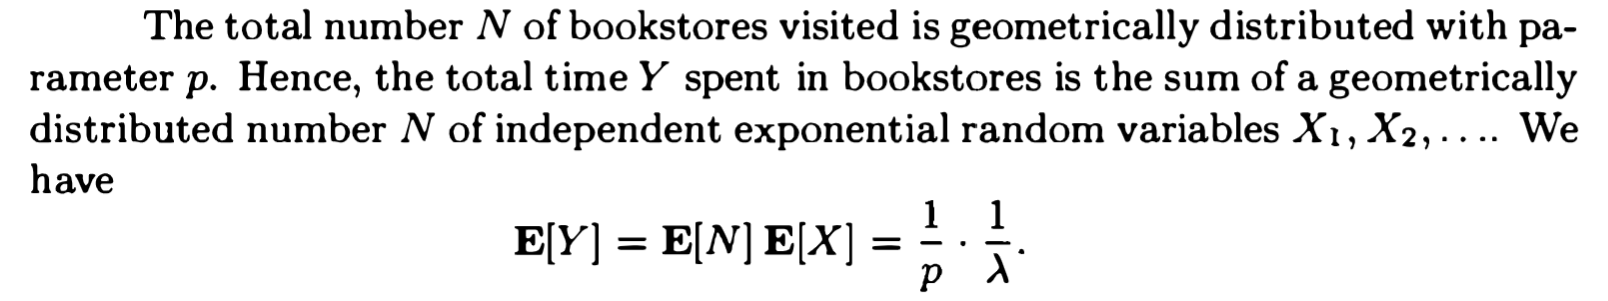 The total number N of bookstores visited is geometrically distributed with pa-
rameter p. Hence, the total time Y spent in bookstores is the sum of a geometrically
distributed number N of independent exponential random variables X₁, X₂, .... We
have
E[Y] = E[N] E[X] = 1/p · 1/λ.